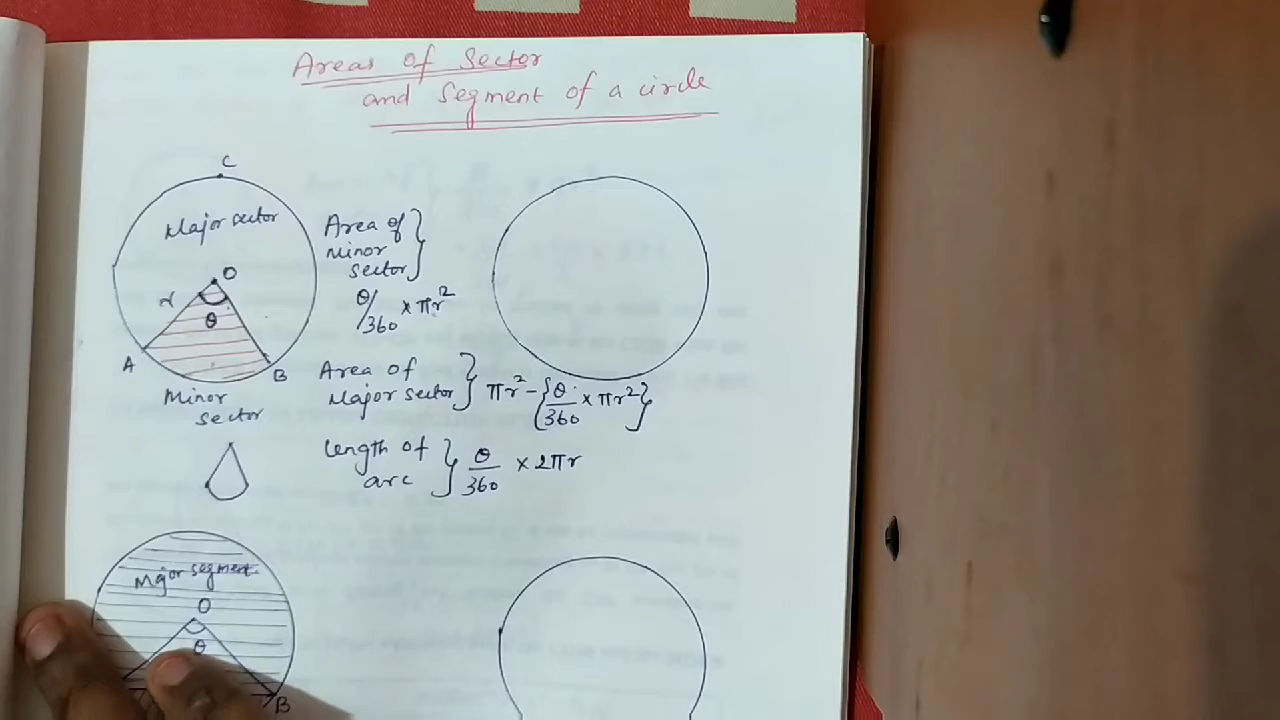 Areas of Sector
and Segment of a circle
C
Major sector
O
r
θ
A
B
Minor
sector
Area of
Minor
sector}
θ/360 × πr²
Area of
Major sector} πr² - {θ/360 × πr²}
length of
arc} θ/360 × 2πr
Major segment
O
θ
B